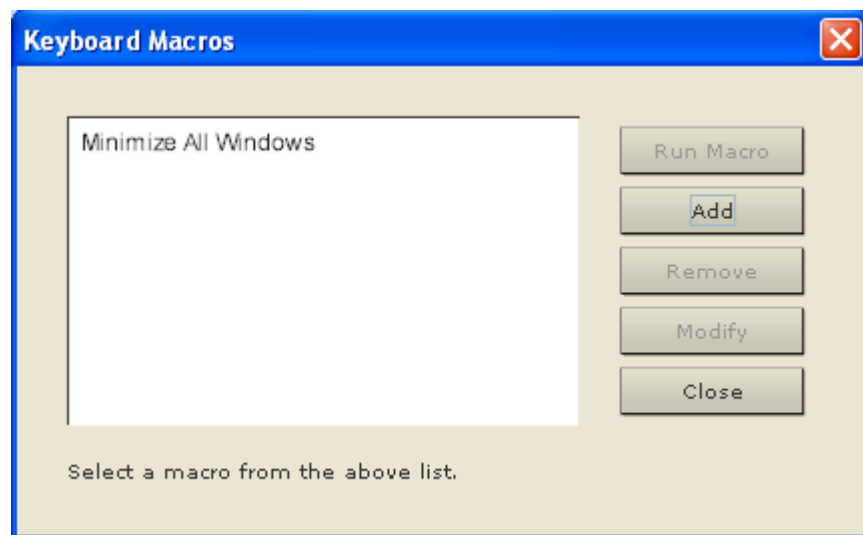 Keyboard Macros
Minimize All Windows
Run Macro
Add
Remove
Modify
Close
Select a macro from the above list.